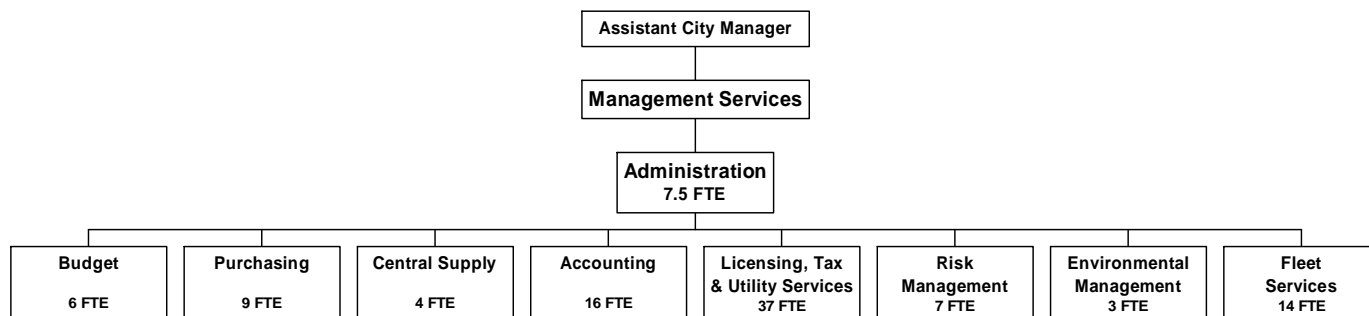 Assistant City Manager
Management Services
Administration
7.5 FTE
Budget
6 FTE
Purchasing
9 FTE
Central Supply
4 FTE
Accounting
16 FTE
Licensing, Tax
& Utility Services
37 FTE
Risk
Management
7 FTE
Environmental
Management
3 FTE
Fleet
Services
14 FTE